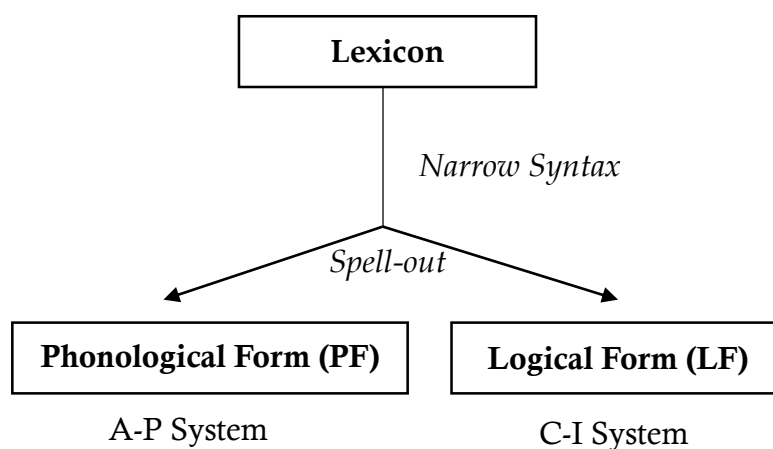 Lexicon
Narrow Syntax
Spell-out
Phonological Form (PF)
Logical Form (LF)
A-P System
C-I System